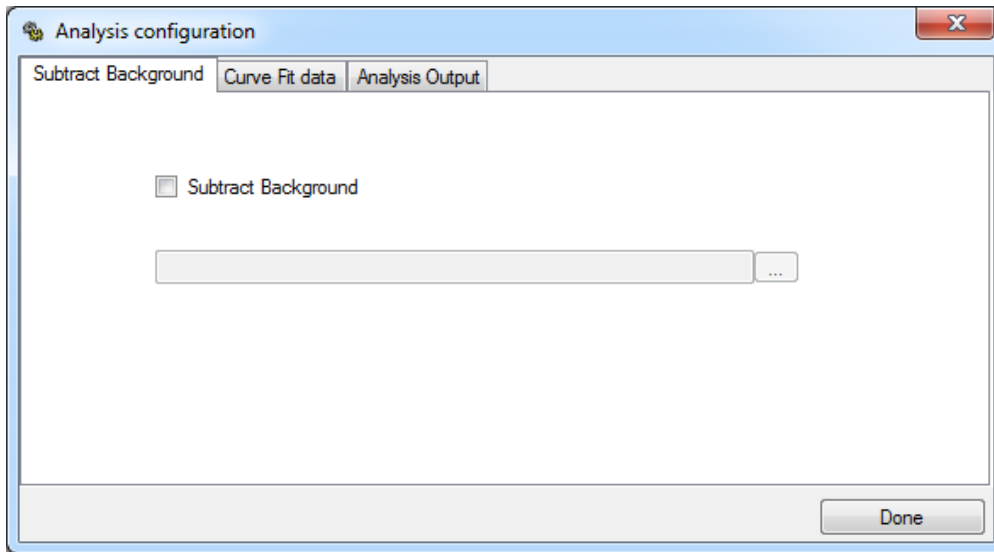 Analysis configuration
Subtract Background Curve Fit data Analysis Output
Subtract Background
...
Done